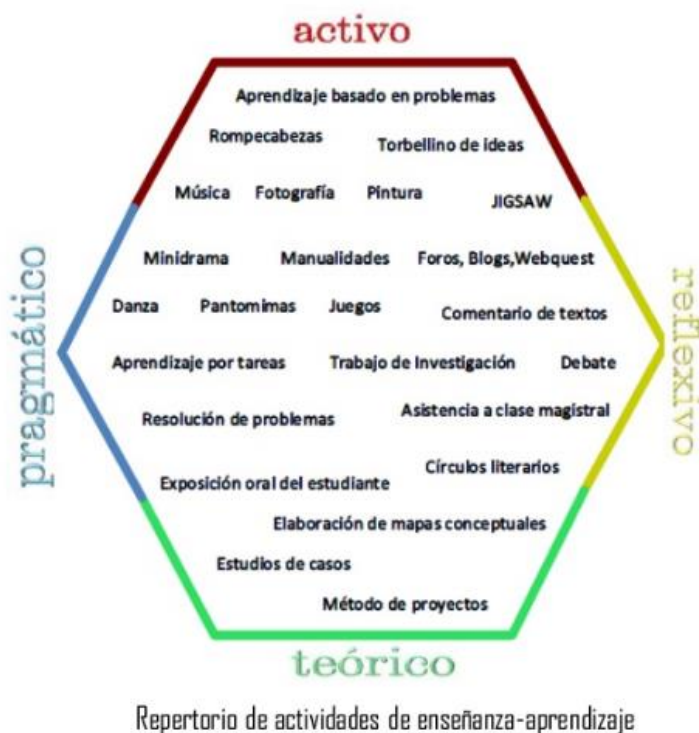 activo
Aprendizaje basado en problemas
Rompecabezas
Torbellino de ideas
Música Fotografía Pintura
JIGSAW
Minidrama Manualidades Foros, Blogs,Webquest
Danza Pantomimas Juegos
Comentario de textos
pragmático
reflexivo
Aprendizaje por tareas Trabajo de Investigación Debate
Resolución de problemas
Asistencia a clase magistral
Círculos literarios
Exposición oral del estudiante
Elaboración de mapas conceptuales
Estudios de casos
Método de proyectos
teórico
Repertorio de actividades de enseñanza-aprendizaje